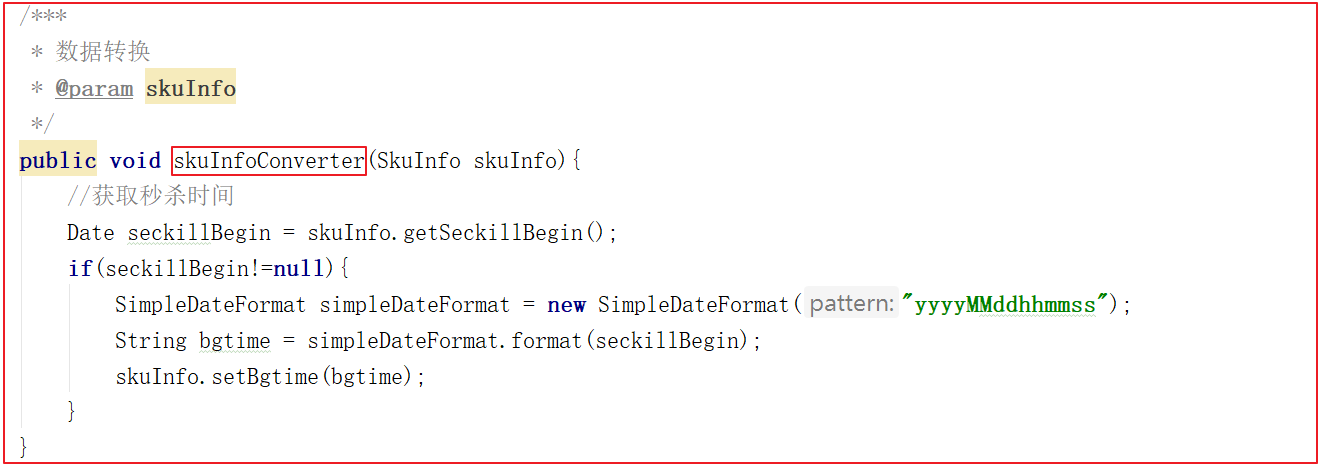 /***
 * 数据转换
 * @param skuInfo
 */
public void skuInfoConverter(SkuInfo skuInfo){
    //获取秒杀时间
    Date seckillBegin = skuInfo.getSeckillBegin();
    if(seckillBegin!=null){
        SimpleDateFormat simpleDateFormat = new SimpleDateFormat( pattern: "yyyyMMddhhmmss");
        String bgtime = simpleDateFormat.format(seckillBegin);
        skuInfo.setBgtime(bgtime);
    }
}